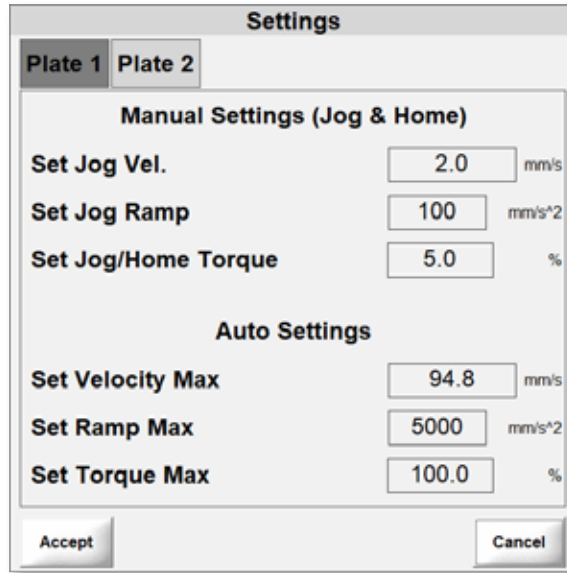 Settings
Plate 1 Plate 2
Manual Settings (Jog & Home)
Set Jog Vel. 2.0 mm/s
Set Jog Ramp 100 mm/s^2
Set Jog/Home Torque 5.0 %
Auto Settings
Set Velocity Max 94.8 mm/s
Set Ramp Max 5000 mm/s^2
Set Torque Max 100.0 %
Accept Cancel